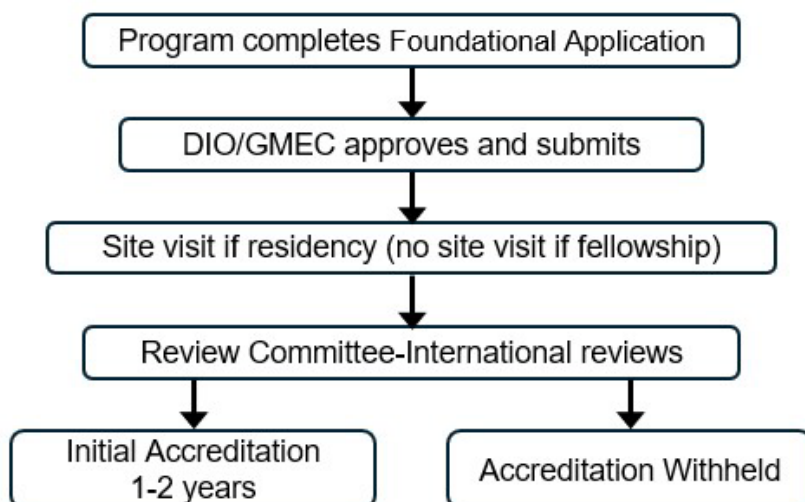 Program completes Foundational Application
DIO/GMEC approves and submits
Site visit if residency (no site visit if fellowship)
Review Committee-International reviews
Initial Accreditation
1-2 years
Accreditation Withheld